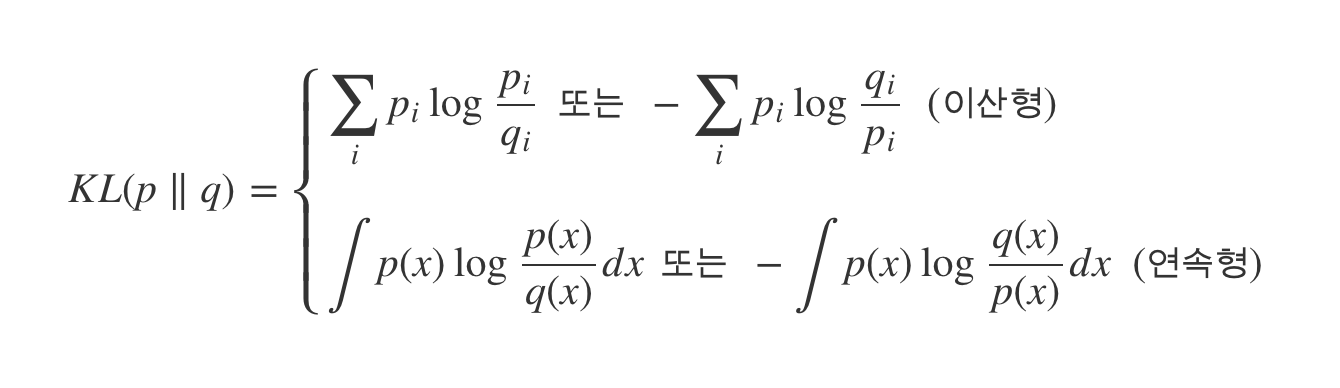 KL(p ∥ q) = { ∑_i p_i log p_i/q_i 또는 − ∑_i p_i log q_i/p_i (이산형)
∫ p(x) log p(x)/q(x) dx 또는 − ∫ p(x) log q(x)/p(x) dx (연속형)